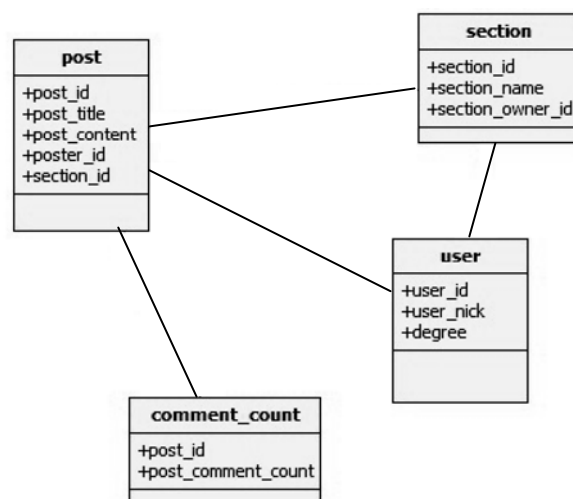 post
+post_id
+post_title
+post_content
+poster_id
+section_id
section
+section_id
+section_name
+section_owner_id
user
+user_id
+user_nick
+degree
comment_count
+post_id
+post_comment_count